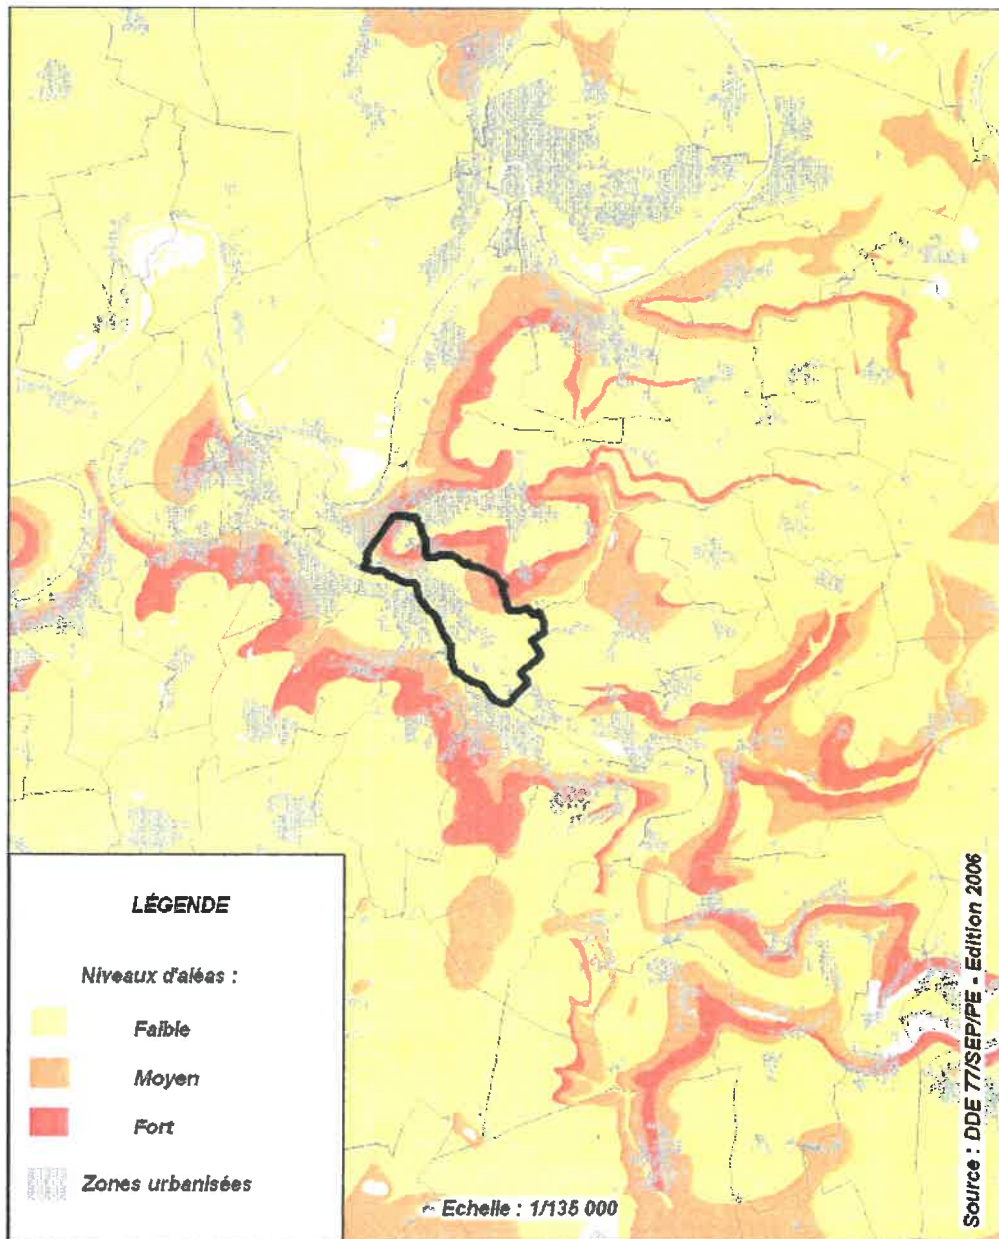 LÉGENDE
Niveaux d'aléas :
Faible
Moyen
Fort
Zones urbanisées
Echelle : 1/135 000
Source : DDE 77/SEP/PE - Edition 2006